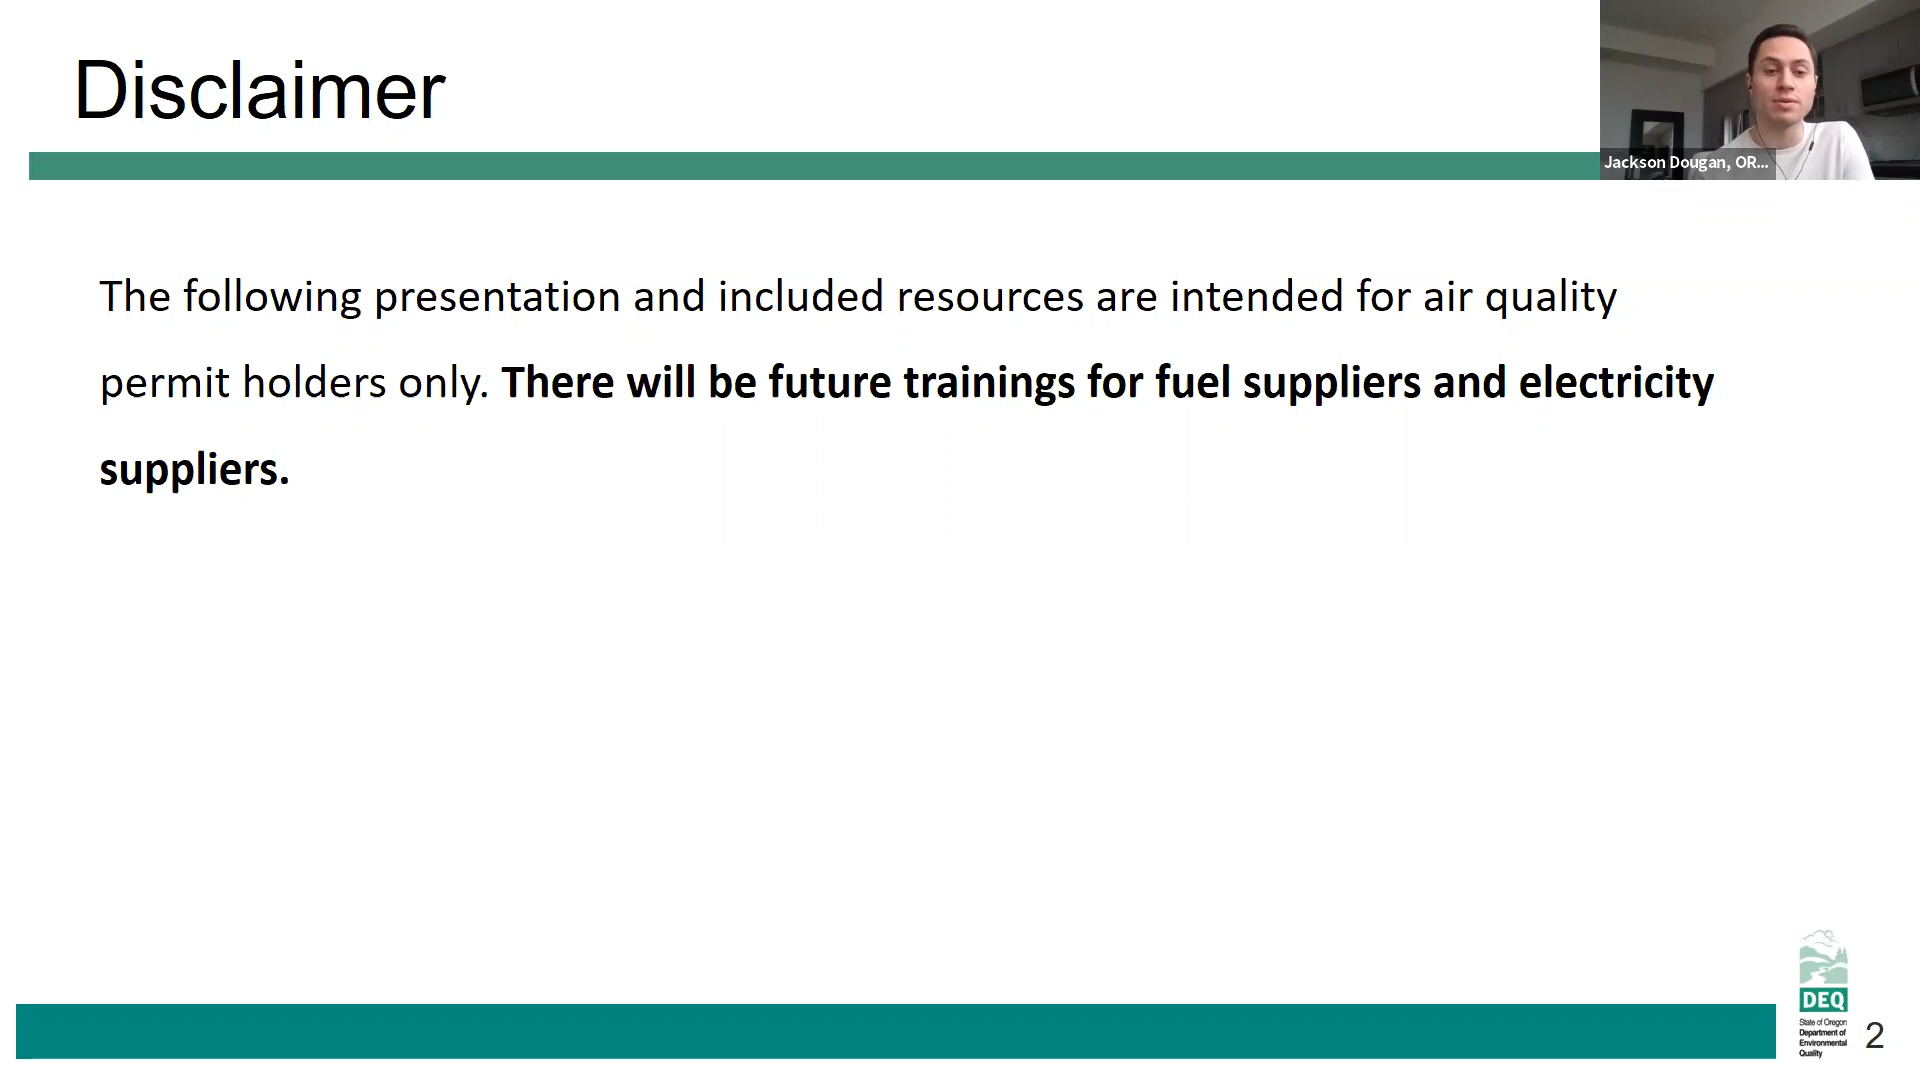 Disclaimer
Jackson Dougan, OR...
The following presentation and included resources are intended for air quality
permit holders only. There will be future trainings for fuel suppliers and electricity
suppliers.
DEQ
State of Oregon
Department of
Environmental
Quality
2